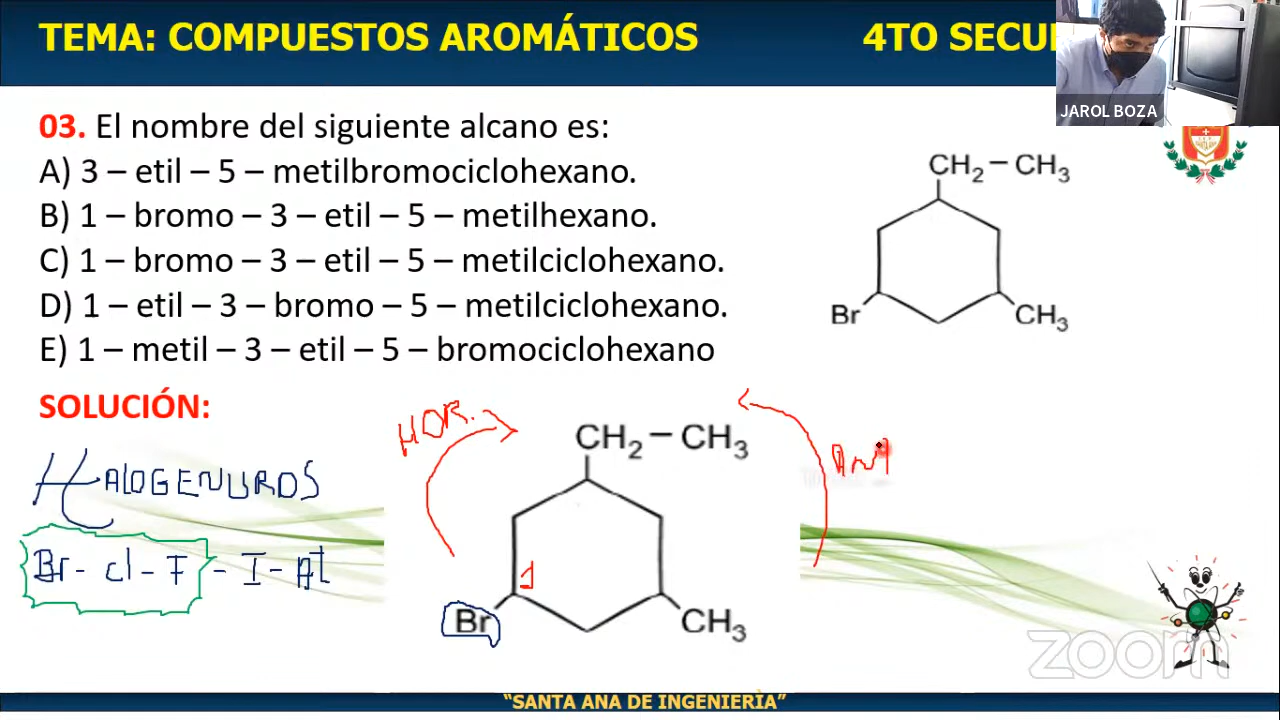 TEMA: COMPUESTOS AROMÁTICOS
4TO SECU
JAROL BOZA
03. El nombre del siguiente alcano es:
A) 3 – etil – 5 – metilbromociclohexano.
B) 1 – bromo – 3 – etil – 5 – metilhexano.
C) 1 – bromo – 3 – etil – 5 – metilciclohexano.
D) 1 – etil – 3 – bromo – 5 – metilciclohexano.
E) 1 – metil – 3 – etil – 5 – bromociclohexano
CH₂ – CH₃
Br
CH₃
SOLUCIÓN:
HOR.
CH₂ – CH₃
HALOGENUROS
Br - cl - F - I - At
1
Br
CH₃
zoom
“SANTA ANA DE INGENIERÌA”